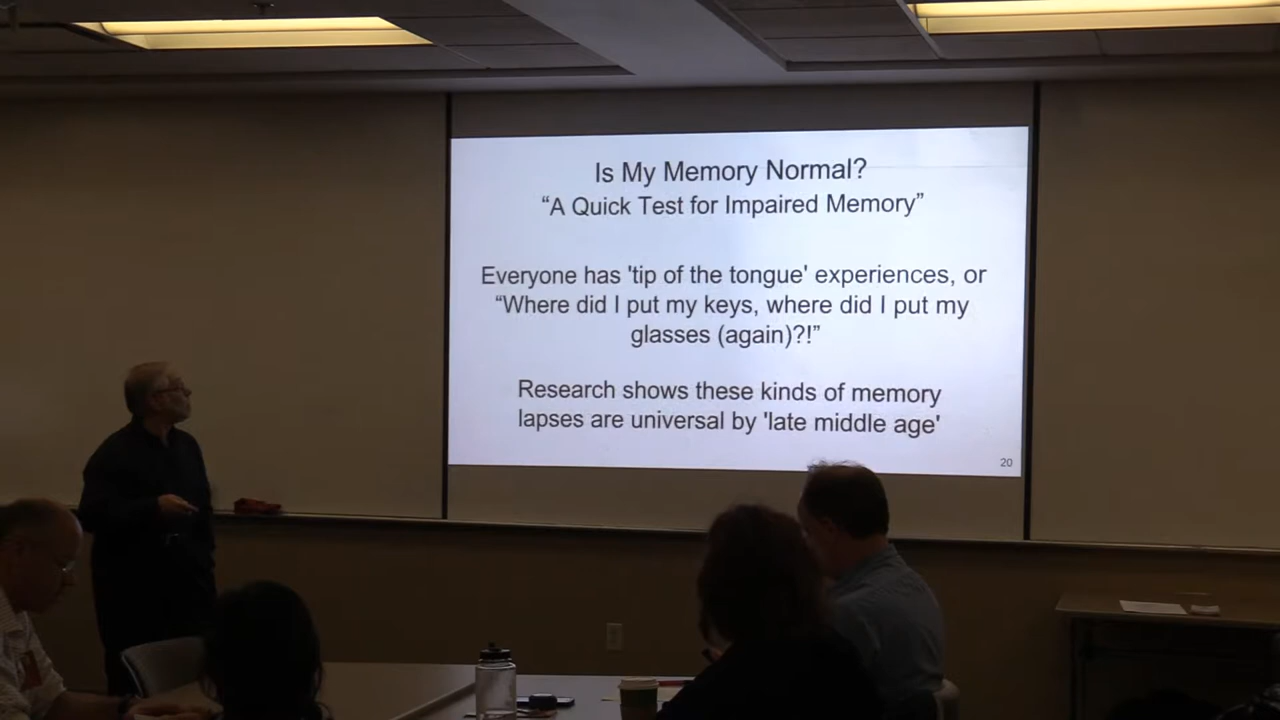 Is My Memory Normal?
“A Quick Test for Impaired Memory”
Everyone has 'tip of the tongue' experiences, or
“Where did I put my keys, where did I put my
glasses (again)?!”
Research shows these kinds of memory
lapses are universal by 'late middle age'
20